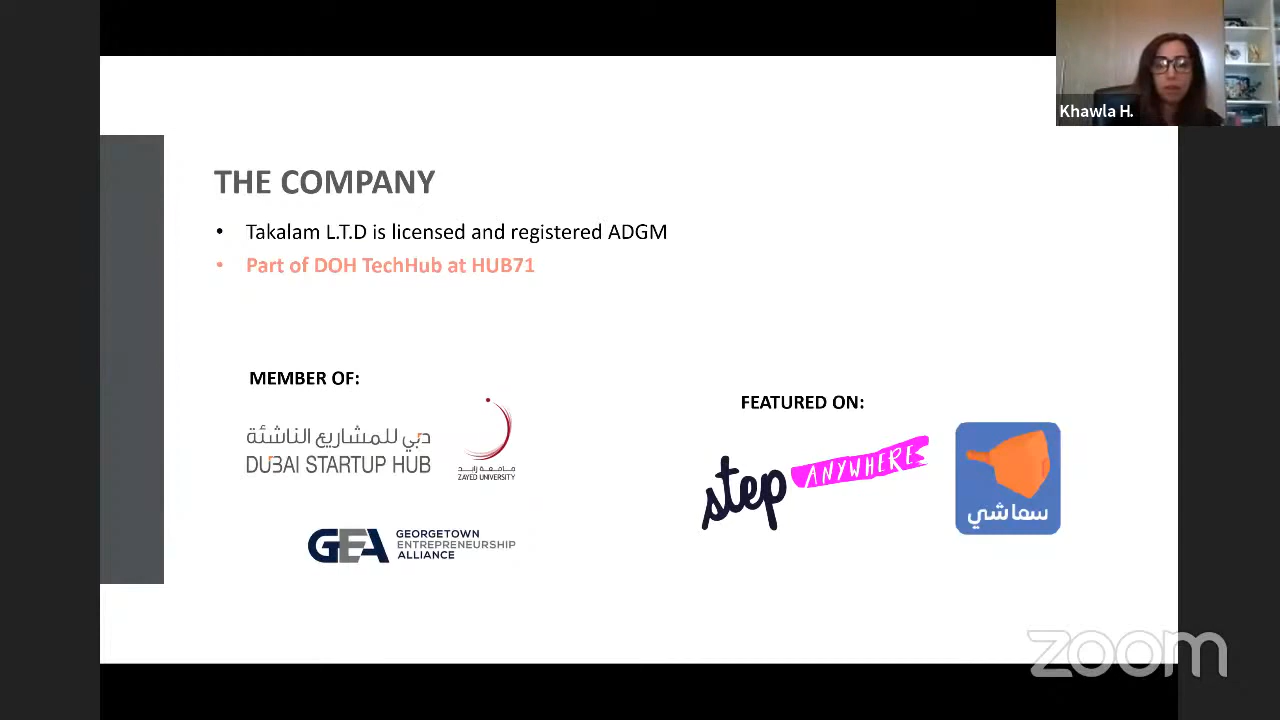 Khawla H.
THE COMPANY
• Takalam L.T.D is licensed and registered ADGM
• Part of DOH TechHub at HUB71
MEMBER OF:
دبي للمشاريع الناشئة
DUBAI STARTUP HUB
جامعة زايد
ZAYED UNIVERSITY
GEA GEORGETOWN
ENTREPRENEURSHIP
ALLIANCE
FEATURED ON:
step ANYWHERE
سماشي
zoom